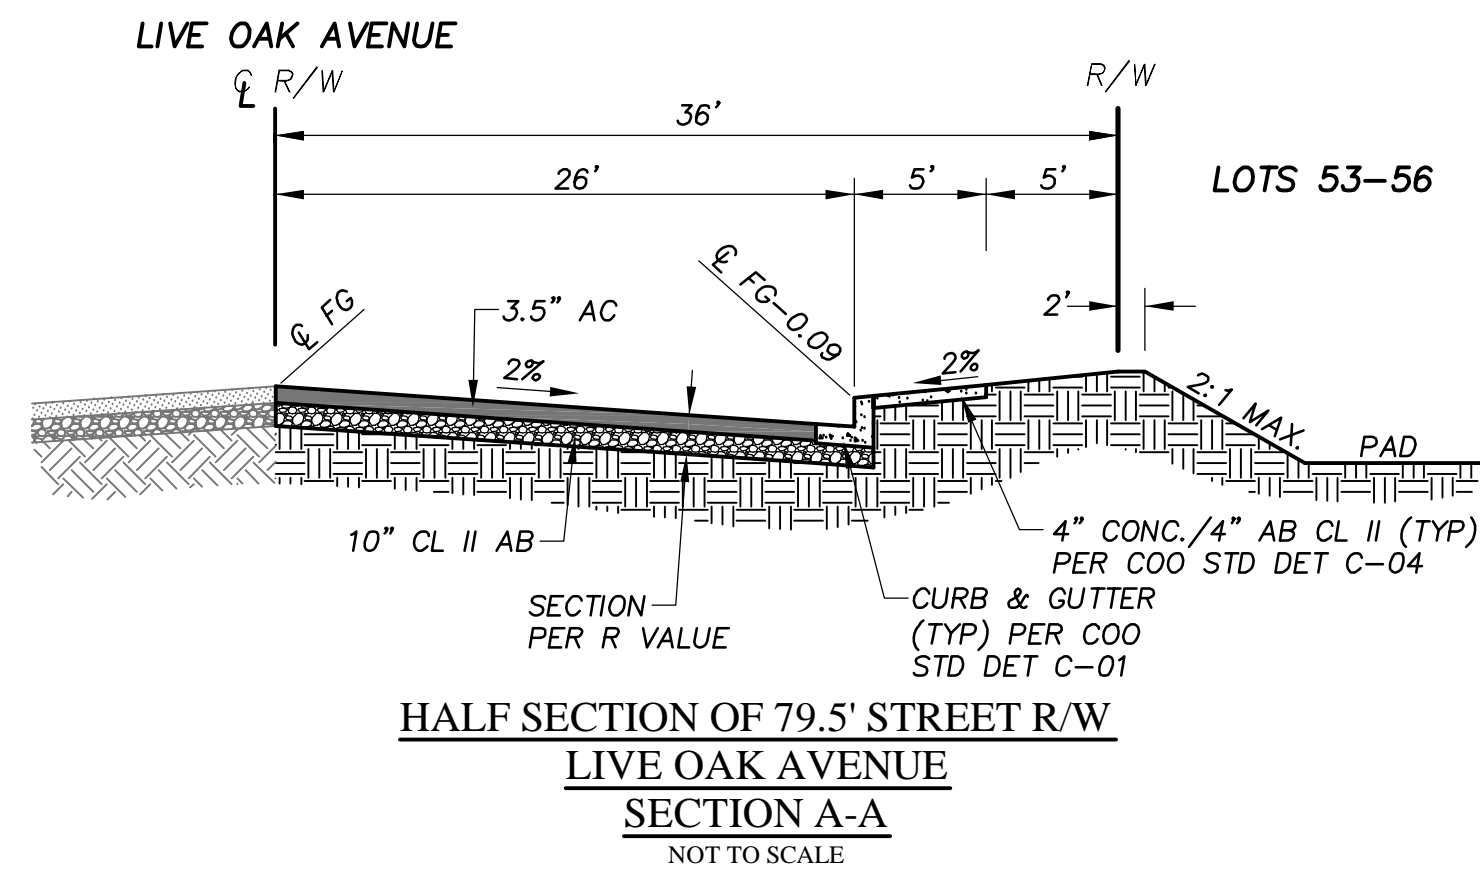 LIVE OAK AVENUE
℄ R/W
R/W
36'
26'
5'
5'
LOTS 53-56
℄ FG
3.5" AC
℄ FG-0.09
2'
2%
2%
2:1 MAX.
PAD
10" CL II AB
4" CONC./4" AB CL II (TYP)
PER COO STD DET C-04
SECTION
PER R VALUE
CURB & GUTTER
(TYP) PER COO
STD DET C-01
HALF SECTION OF 79.5' STREET R/W
LIVE OAK AVENUE
SECTION A-A
NOT TO SCALE